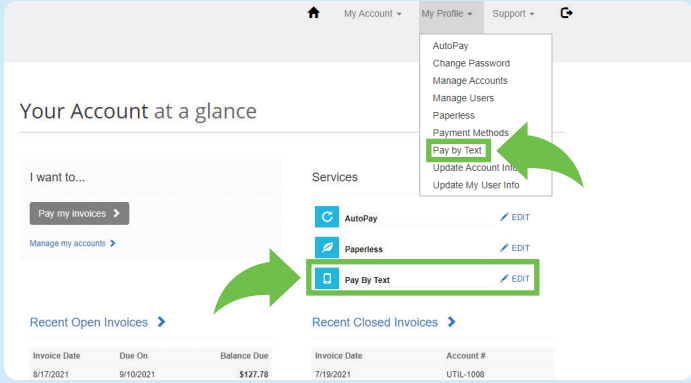 My Account My Profile Support
AutoPay
Change Password
Manage Accounts
Manage Users
Paperless
Payment Methods
Pay by Text
Update Account Info
Update My User Info
Your Account at a glance
I want to...
Pay my invoices
Manage my accounts
Services
AutoPay EDIT
Paperless EDIT
Pay By Text EDIT
Recent Open Invoices
Invoice Date Due On Balance Due
8/17/2021 9/10/2021 $127.78
Recent Closed Invoices
Invoice Date Account #
7/19/2021 UTIL-1008